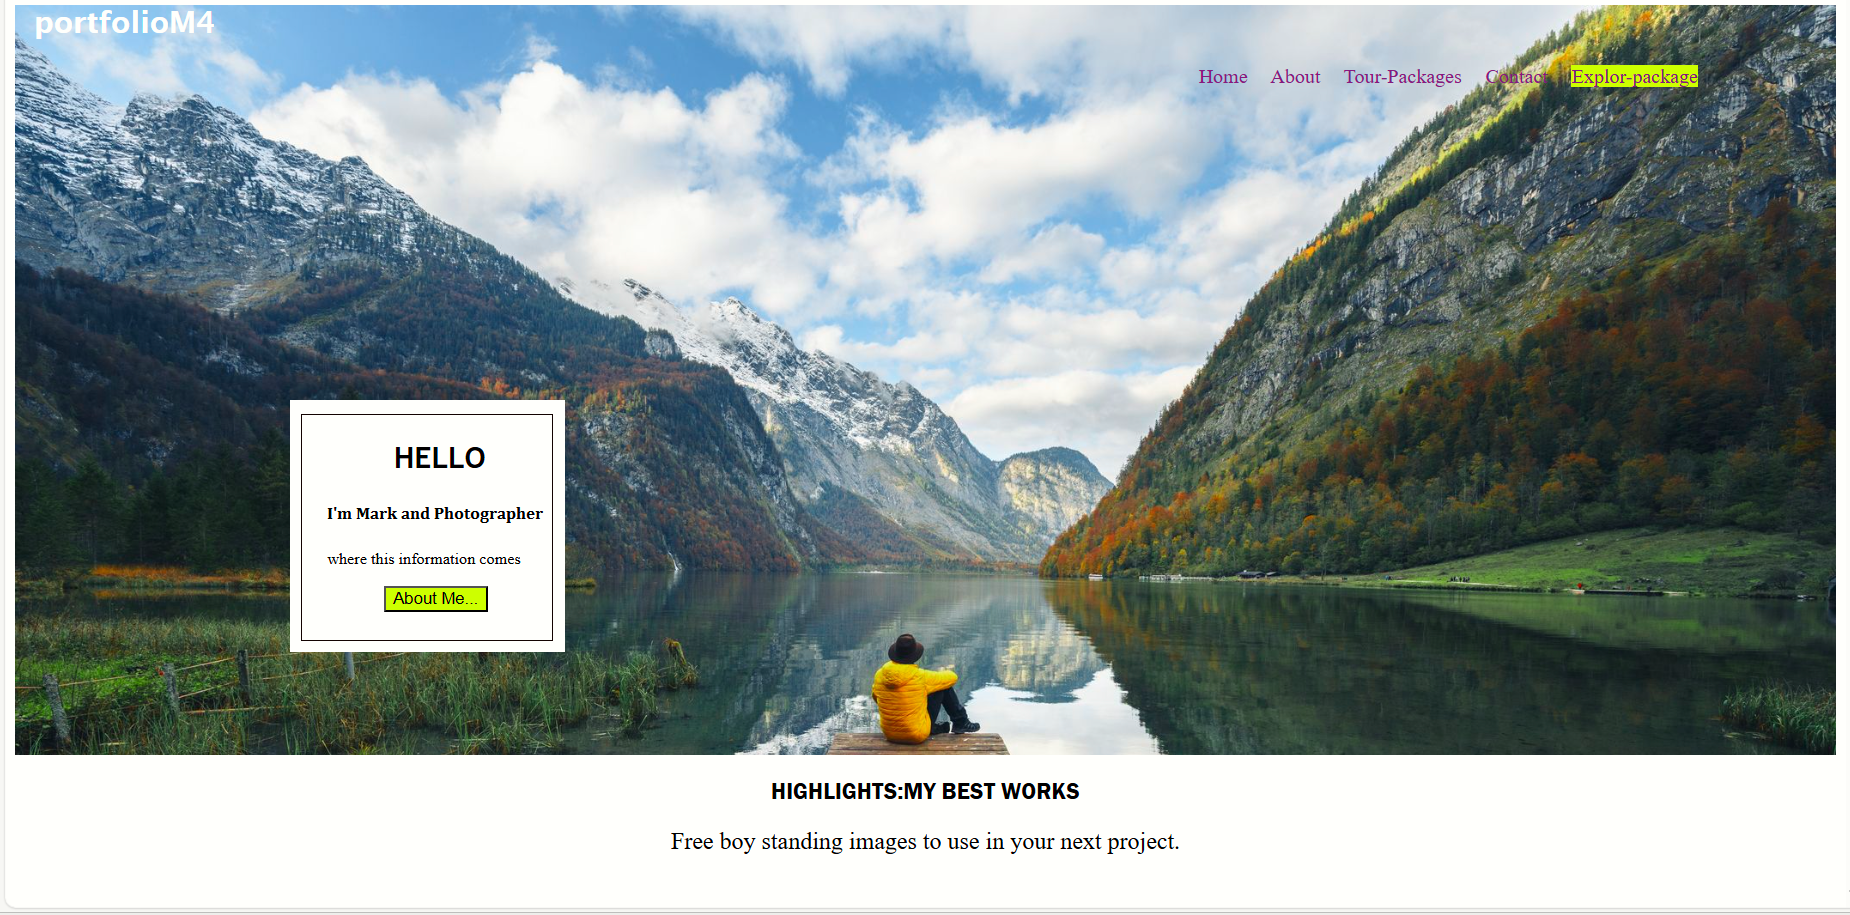 portfolioM4
Home About Tour-Packages Contact Explor-package
HELLO
I'm Mark and Photographer
where this information comes
About Me...
HIGHLIGHTS:MY BEST WORKS
Free boy standing images to use in your next project.